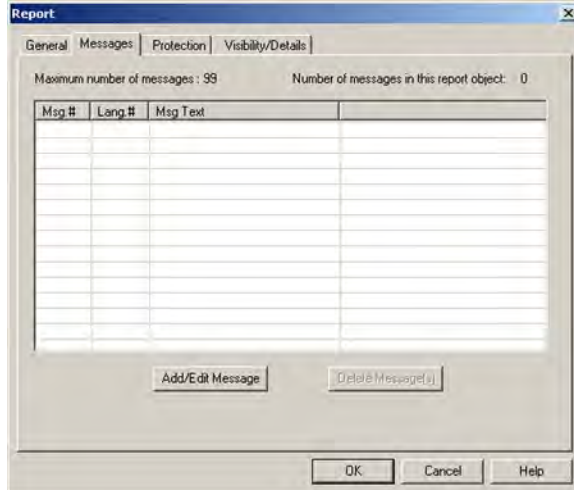 Report
General Messages Protection Visibility/Details
Maximum number of messages : 99 Number of messages in this report object: 0
Msg.# Lang.# Msg Text
Add/Edit Message Delete Message(s)
OK Cancel Help